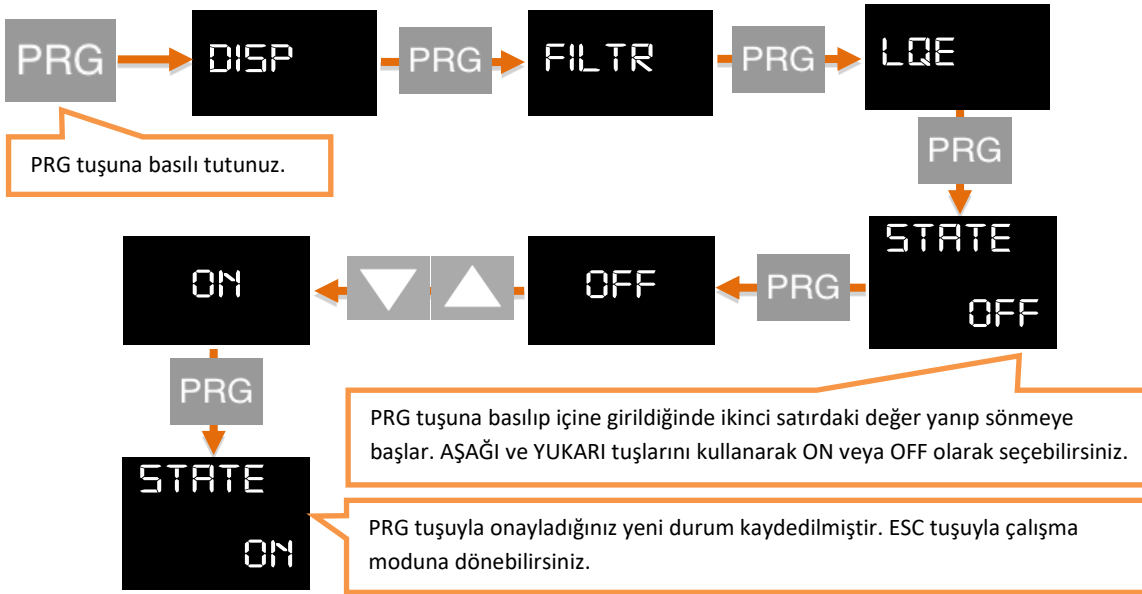 PRG
DISP
PRG
FILTR
PRG
LQE
PRG tuşuna basılı tutunuz.
PRG
STATE
OFF
PRG
OFF
ON
PRG
PRG tuşuna basılıp içine girildiğinde ikinci satırdaki değer yanıp sönmeye
başlar. AŞAĞI ve YUKARI tuşlarını kullanarak ON veya OFF olarak seçebilirsiniz.
STATE
ON
PRG tuşuyla onayladığınız yeni durum kaydedilmiştir. ESC tuşuyla çalışma
moduna dönebilirsiniz.